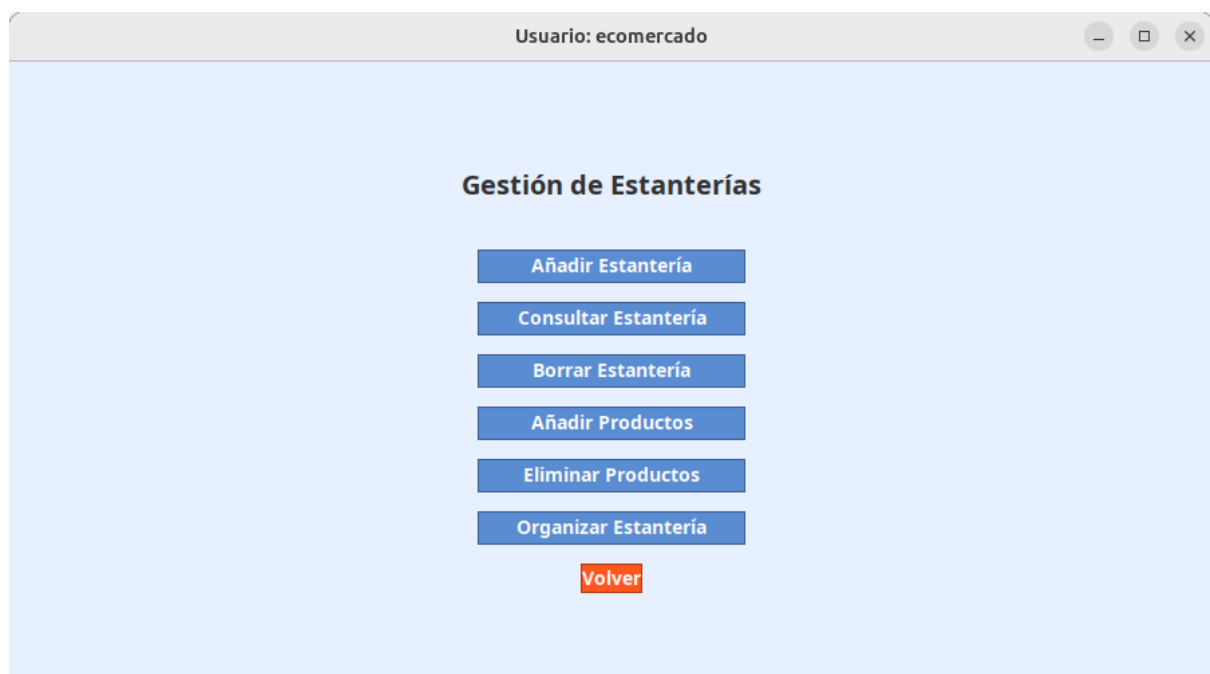 Usuario: ecomercado
Gestión de Estanterías
Añadir Estantería
Consultar Estantería
Borrar Estantería
Añadir Productos
Eliminar Productos
Organizar Estantería
Volver